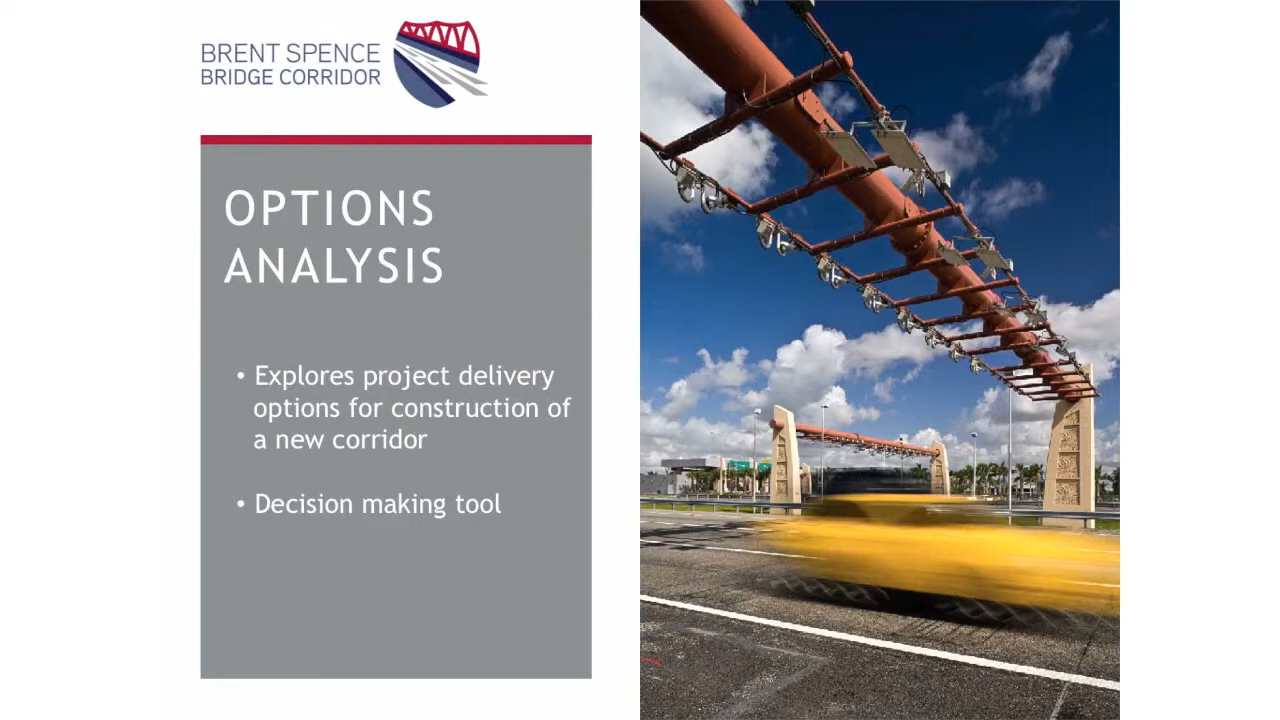 BRENT SPENCE
BRIDGE CORRIDOR
OPTIONS
ANALYSIS
• Explores project delivery
options for construction of
a new corridor
• Decision making tool